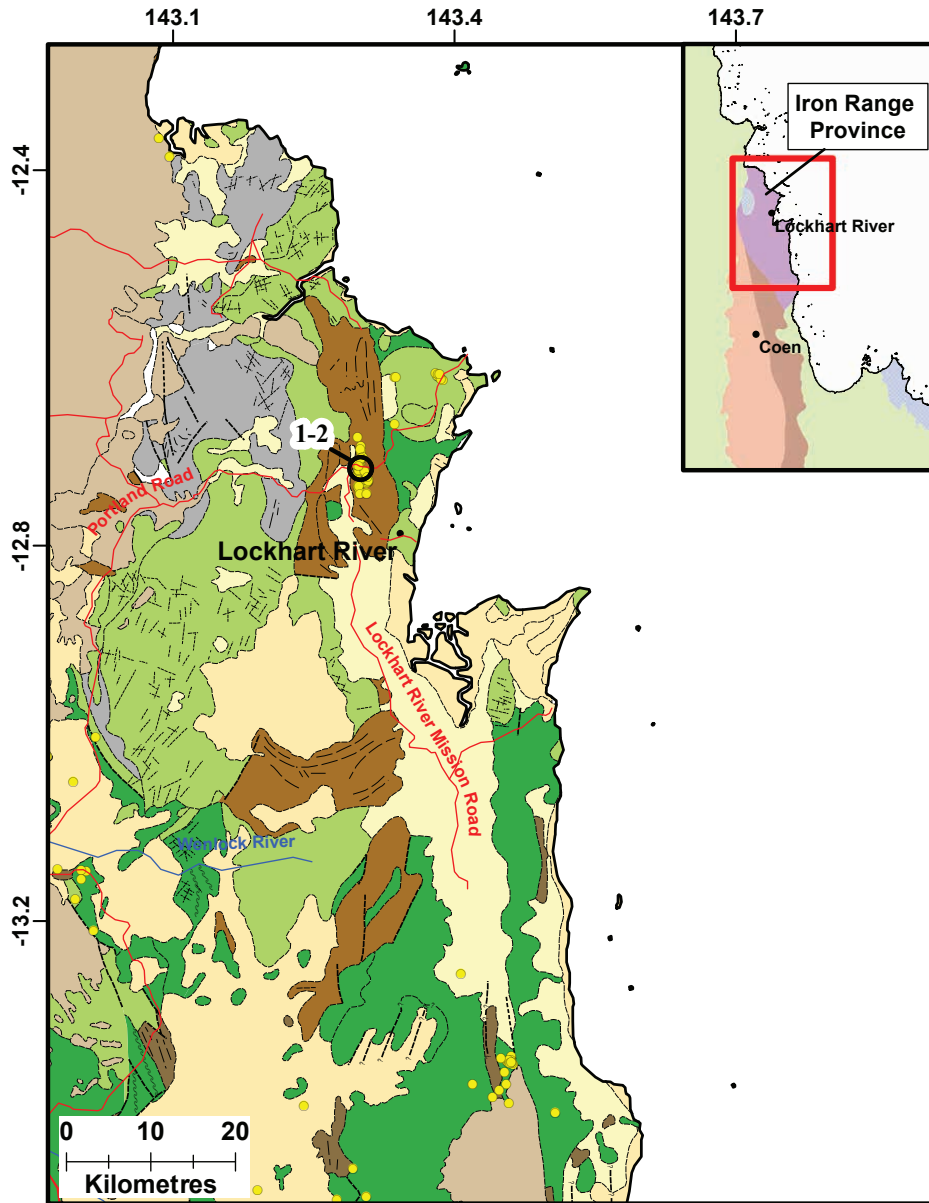 143.1
143.4
143.7
-12.4
-12.8
-13.2
Iron Range
Province
Lockhart River
Coen
1-2
Portland Road
Lockhart River
Lockhart River Mission Road
Wenlock River
0 10 20
Kilometres